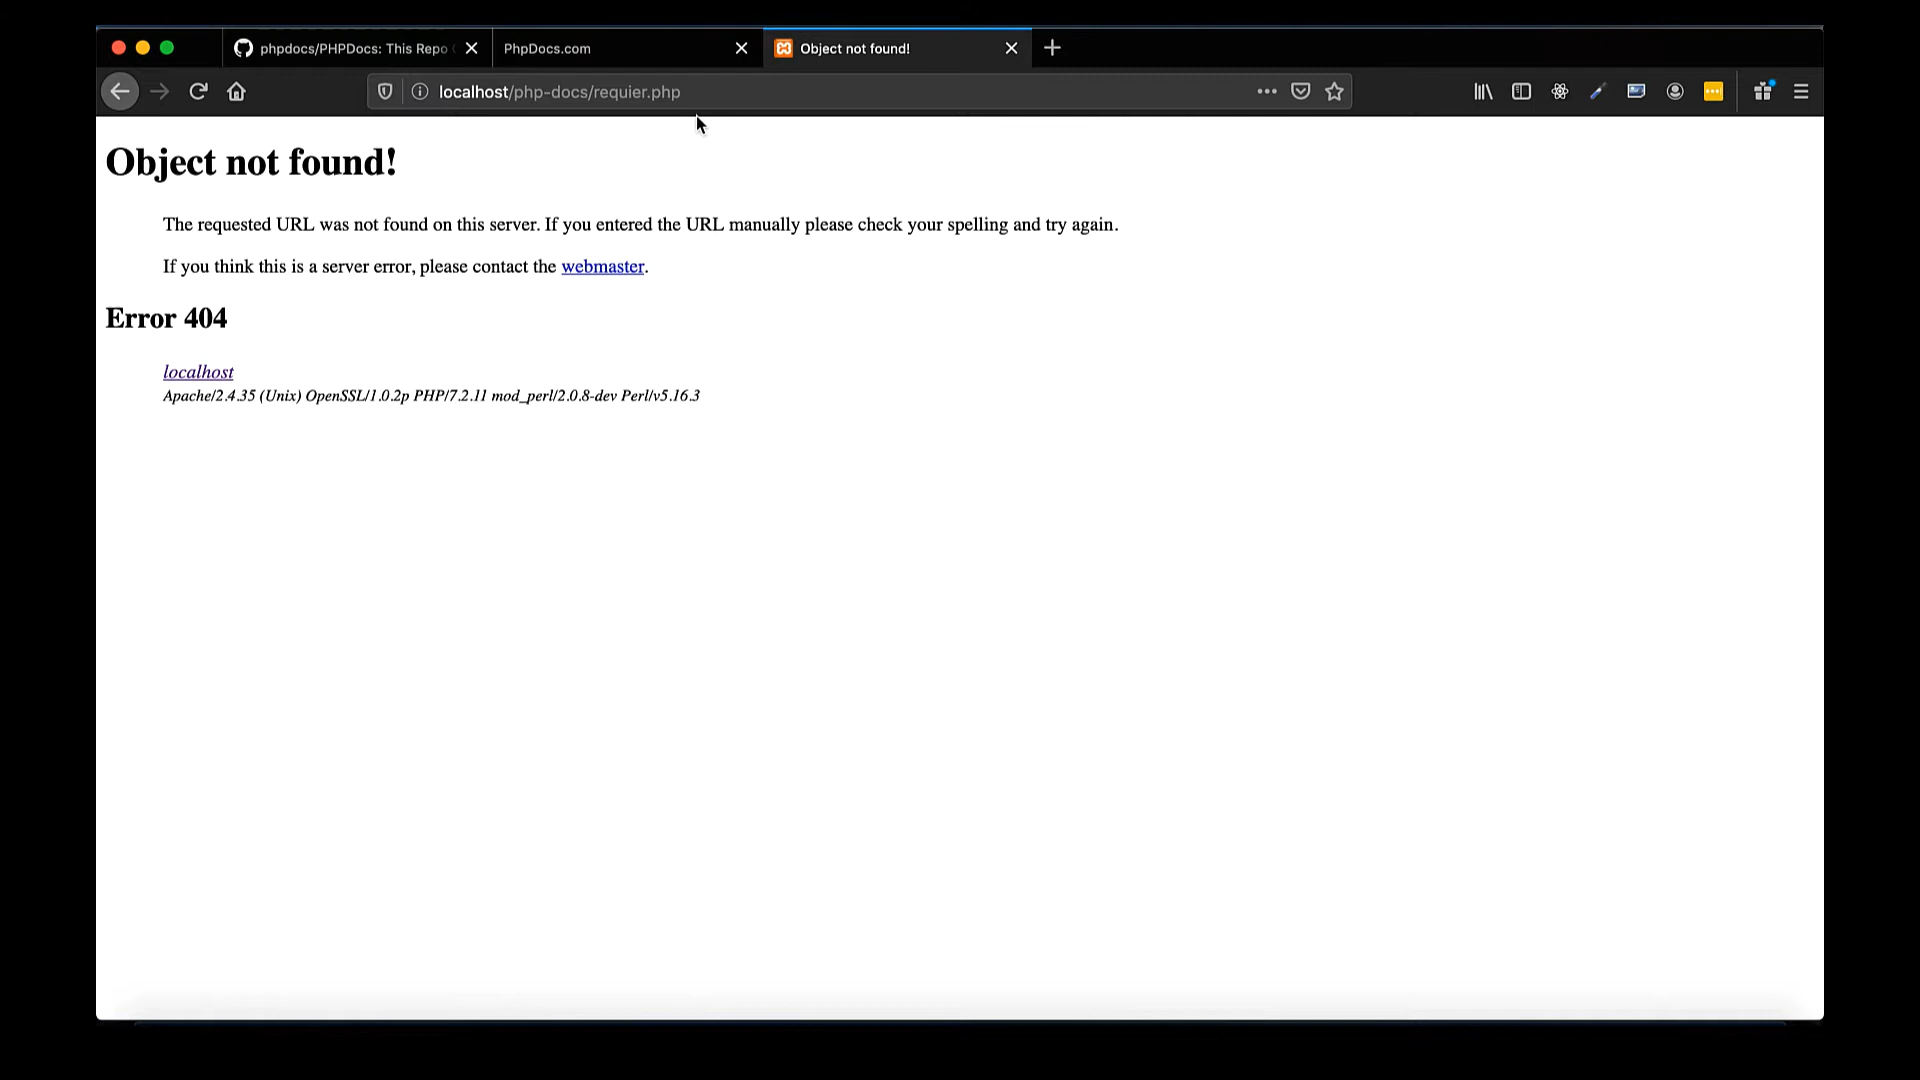 phpdocs/PHPDocs: This Repo
PhpDocs.com
Object not found!
localhost/php-docs/requier.php
Object not found!
The requested URL was not found on this server. If you entered the URL manually please check your spelling and try again.
If you think this is a server error, please contact the webmaster.
Error 404
localhost
Apache/2.4.35 (Unix) OpenSSL/1.0.2p PHP/7.2.11 mod_perl/2.0.8-dev Perl/v5.16.3